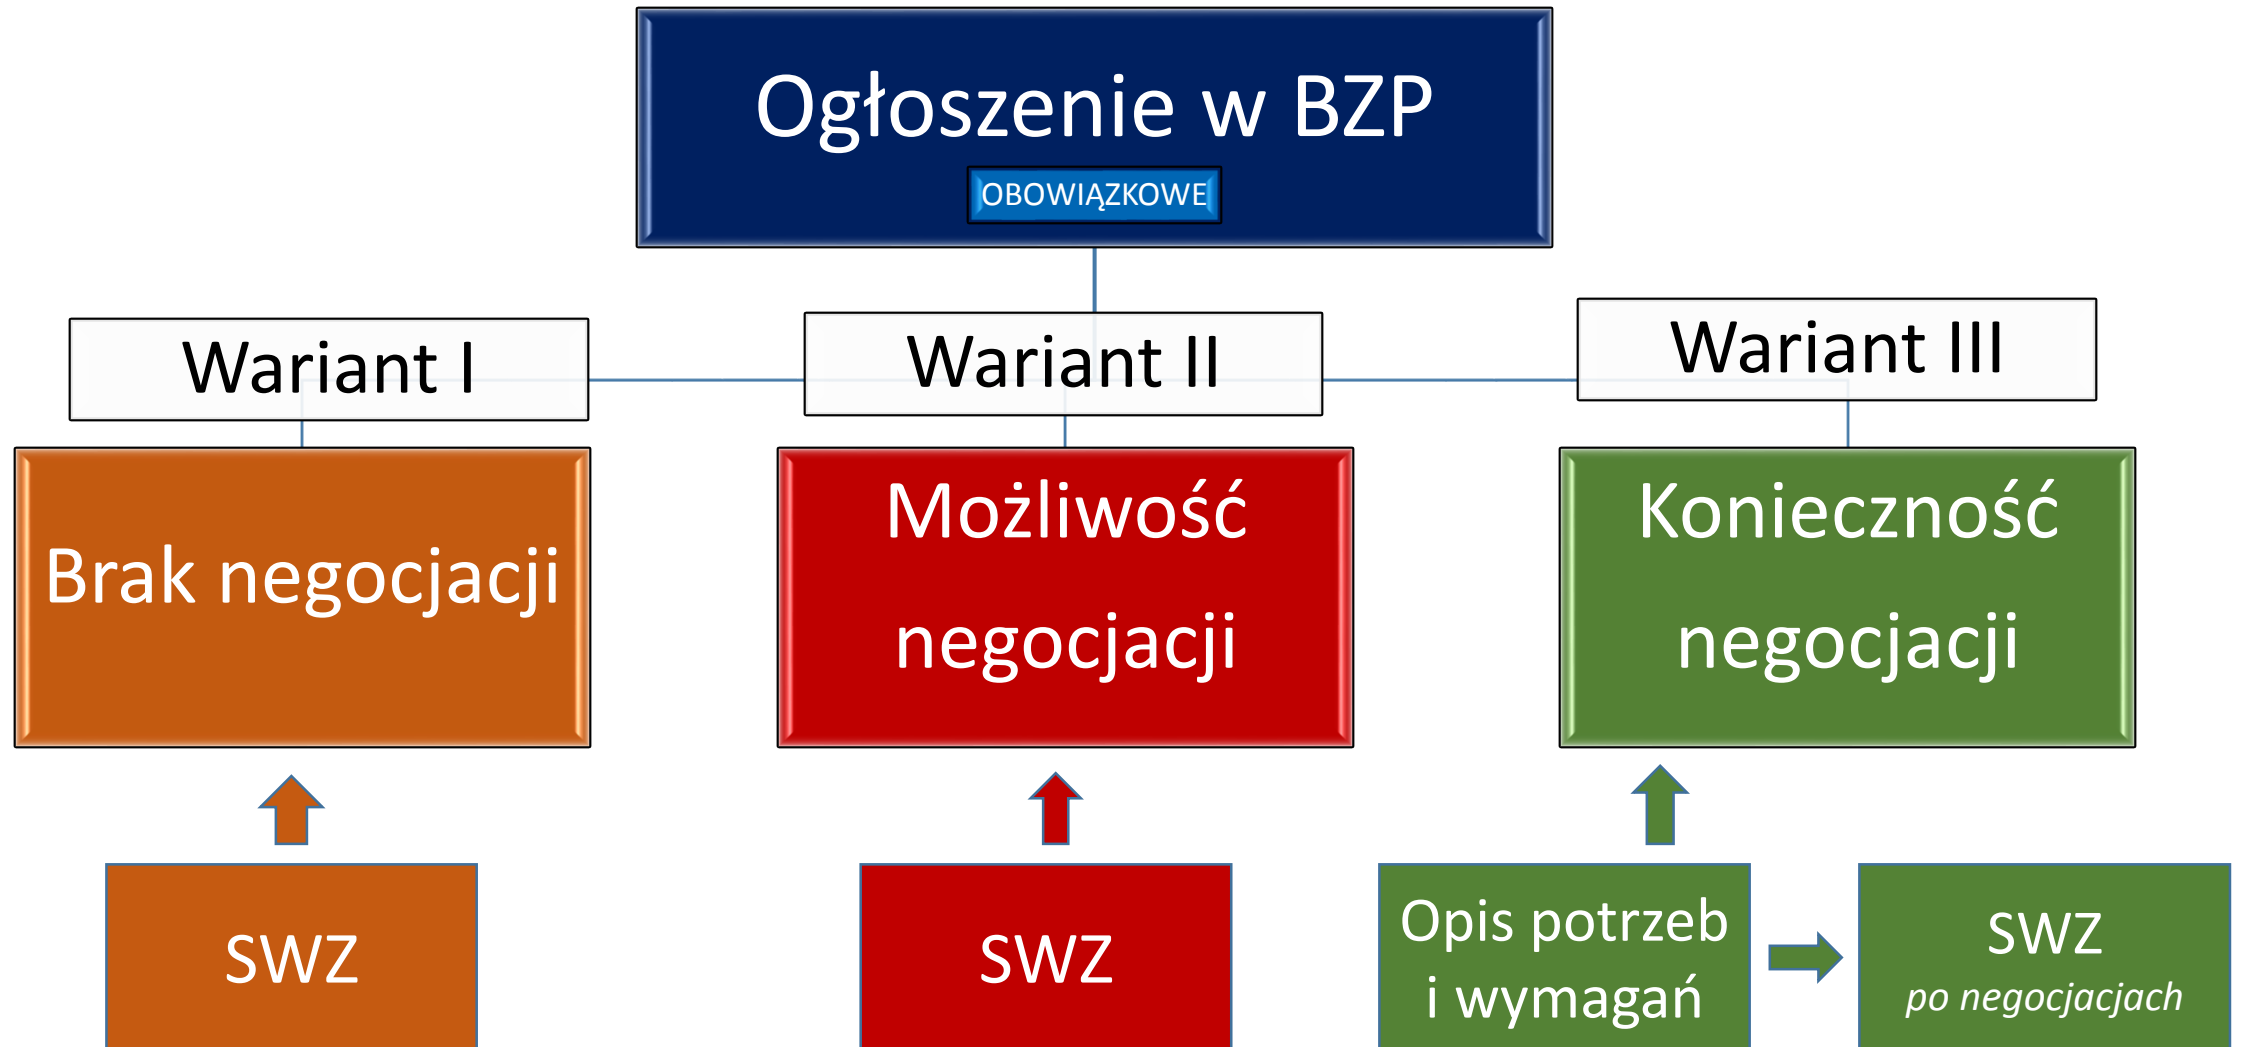 Ogłoszenie w BZP
OBOWIĄZKOWE
Wariant I
Wariant II
Wariant III
Brak negocjacji
Możliwość
negocjacji
Konieczność
negocjacji
SWZ
SWZ
Opis potrzeb
i wymagań
SWZ
po negocjacjach